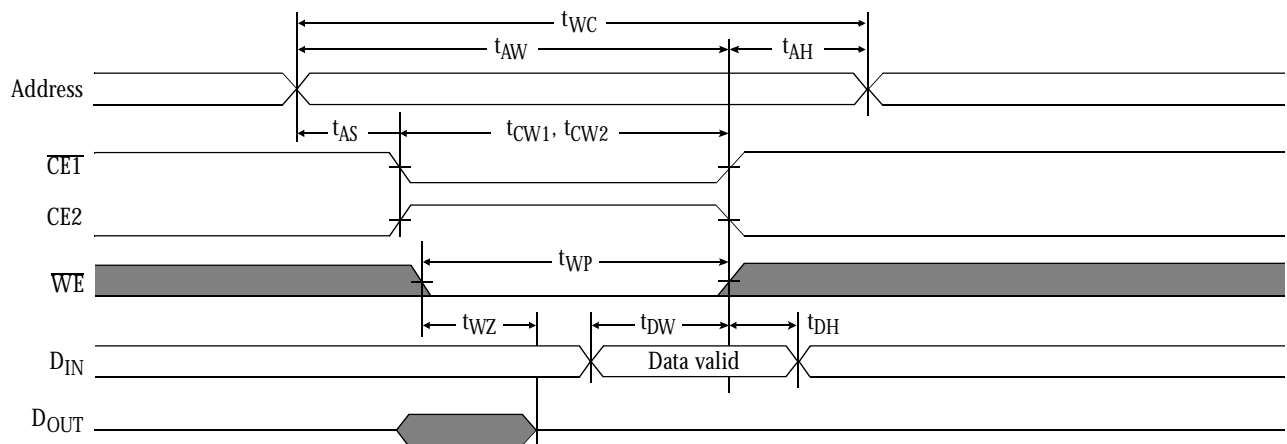 tWC
tAW tAH
Address
tAS tCW1, tCW2
CE1
CE2
tWP
WE
tWZ tDW tDH
DIN Data valid
DOUT